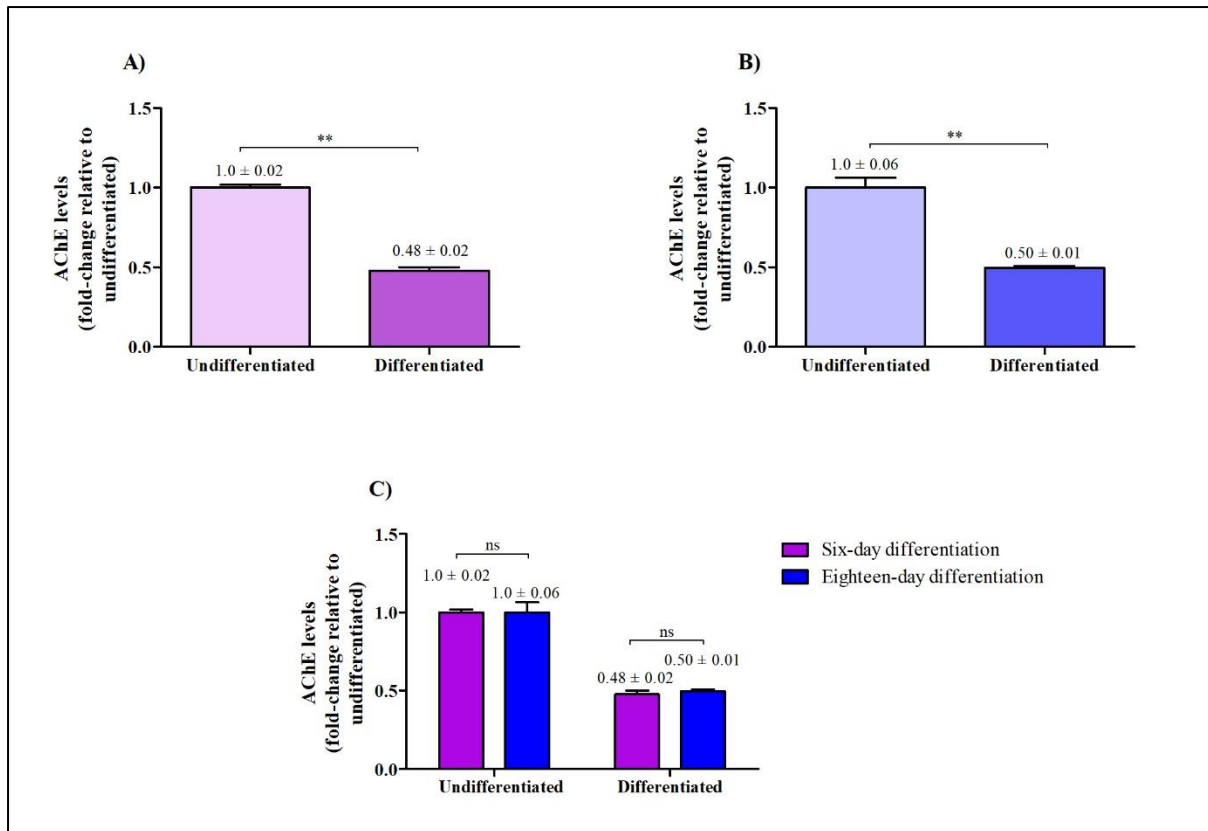 A)
AChE levels
(fold-change relative to
undifferentiated)
1.5
1.0
0.5
0.0
**
1.0 ± 0.02
0.48 ± 0.02
Undifferentiated
Differentiated
B)
AChE levels
(fold-change relative to
undifferentiated)
1.5
1.0
0.5
0.0
**
1.0 ± 0.06
0.50 ± 0.01
Undifferentiated
Differentiated
C)
AChE levels
(fold-change relative to
undifferentiated)
1.5
1.0
0.5
0.0
ns
1.0 ± 0.02
1.0 ± 0.06
ns
0.48 ± 0.02
0.50 ± 0.01
Undifferentiated
Differentiated
Six-day differentiation
Eighteen-day differentiation